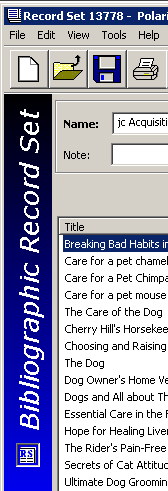 Record Set 13778 - Polari
File Edit View Tools Help
Bibliographic Record Set
RS
Name: jc Acquisiti
Note:
Title
Breaking Bad Habits in
Care for a pet chamel
Care for a Pet Chimpa
Care for a pet mouse
The Care of the Dog
Cherry Hill's Horsekee
Choosing and Raising
The Dog
Dog Owner's Home Ve
Dogs and All about Th
Essential Care in the F
Hope for Healing Liver
The Rider's Pain-Free
Secrets of Cat Attitud
Ultimate Dog Groomin